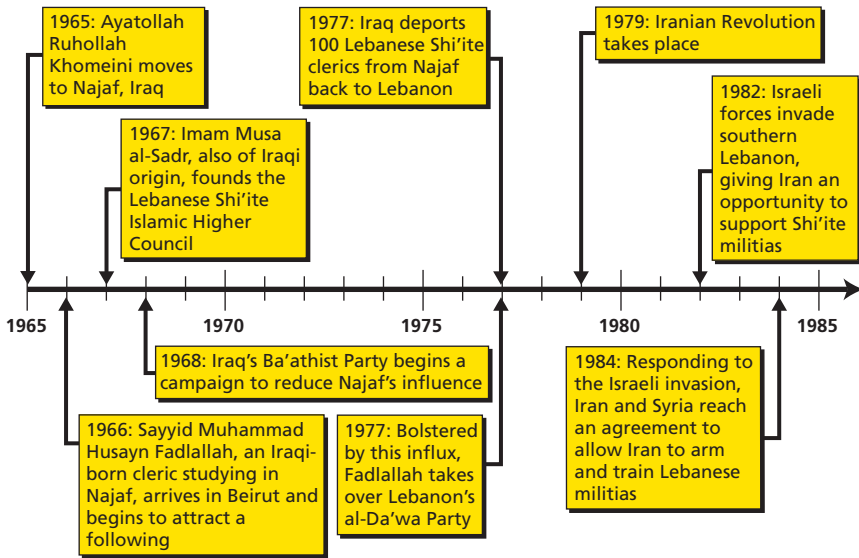 1965: Ayatollah
Ruhollah
Khomeini moves
to Najaf, Iraq
1977: Iraq deports
100 Lebanese Shi’ite
clerics from Najaf
back to Lebanon
1979: Iranian Revolution
takes place
1967: Imam Musa
al-Sadr, also of Iraqi
origin, founds the
Lebanese Shi’ite
Islamic Higher
Council
1982: Israeli
forces invade
southern
Lebanon,
giving Iran an
opportunity to
support Shi’ite
militias
1965
1970
1975
1980
1985
1968: Iraq’s Ba’athist Party begins a
campaign to reduce Najaf’s influence
1966: Sayyid Muhammad
Husayn Fadlallah, an Iraqi-
born cleric studying in
Najaf, arrives in Beirut and
begins to attract a
following
1977: Bolstered
by this influx,
Fadlallah takes
over Lebanon’s
al-Da’wa Party
1984: Responding to
the Israeli invasion,
Iran and Syria reach
an agreement to
allow Iran to arm
and train Lebanese
militias